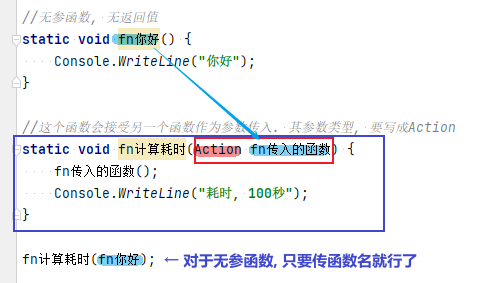 //无参函数, 无返回值
static void fn你好() {
Console.WriteLine("你好");
}
//这个函数会接受另一个函数作为参数传入. 其参数类型, 要写成Action
static void fn计算耗时(Action fn传入的函数) {
fn传入的函数();
Console.WriteLine("耗时, 100秒");
}
fn计算耗时(fn你好); ← 对于无参函数, 只要传函数名就行了